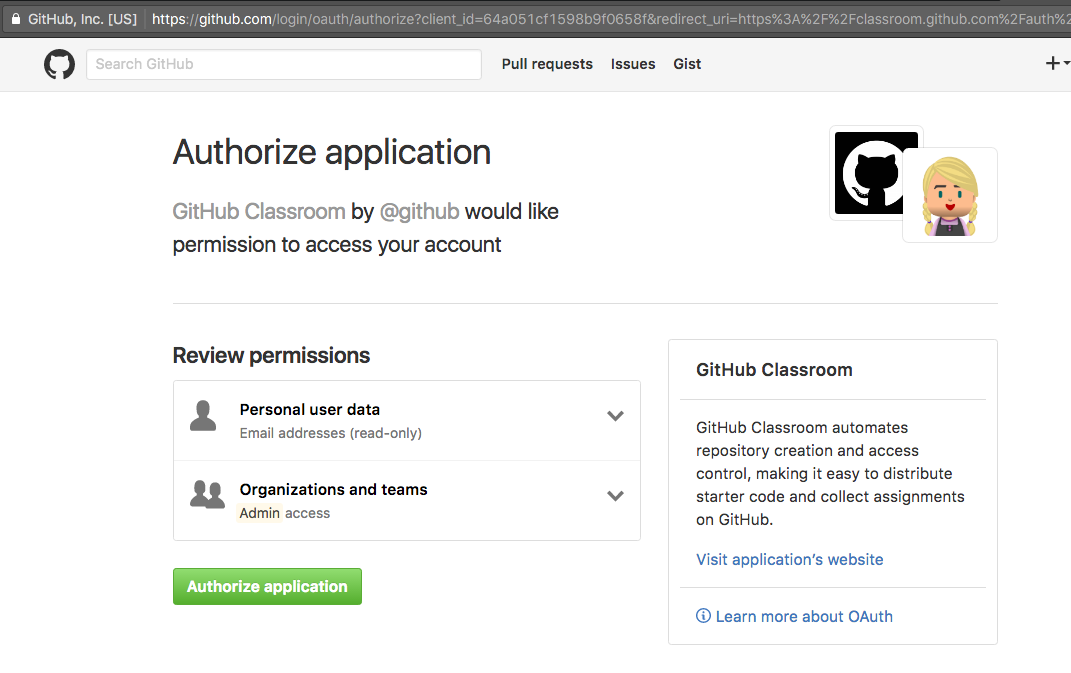 GitHub, Inc. [US] https://github.com/login/oauth/authorize?client_id=64a051cf1598b9f0658f&redirect_uri=https%3A%2F%2Fclassroom.github.com%2Fauth%2
Search GitHub Pull requests Issues Gist
Authorize application
GitHub Classroom by @github would like
permission to access your account
Review permissions
Personal user data
Email addresses (read-only)
Organizations and teams
Admin access
Authorize application
GitHub Classroom
GitHub Classroom automates
repository creation and access
control, making it easy to distribute
starter code and collect assignments
on GitHub.
Visit application's website
Learn more about OAuth